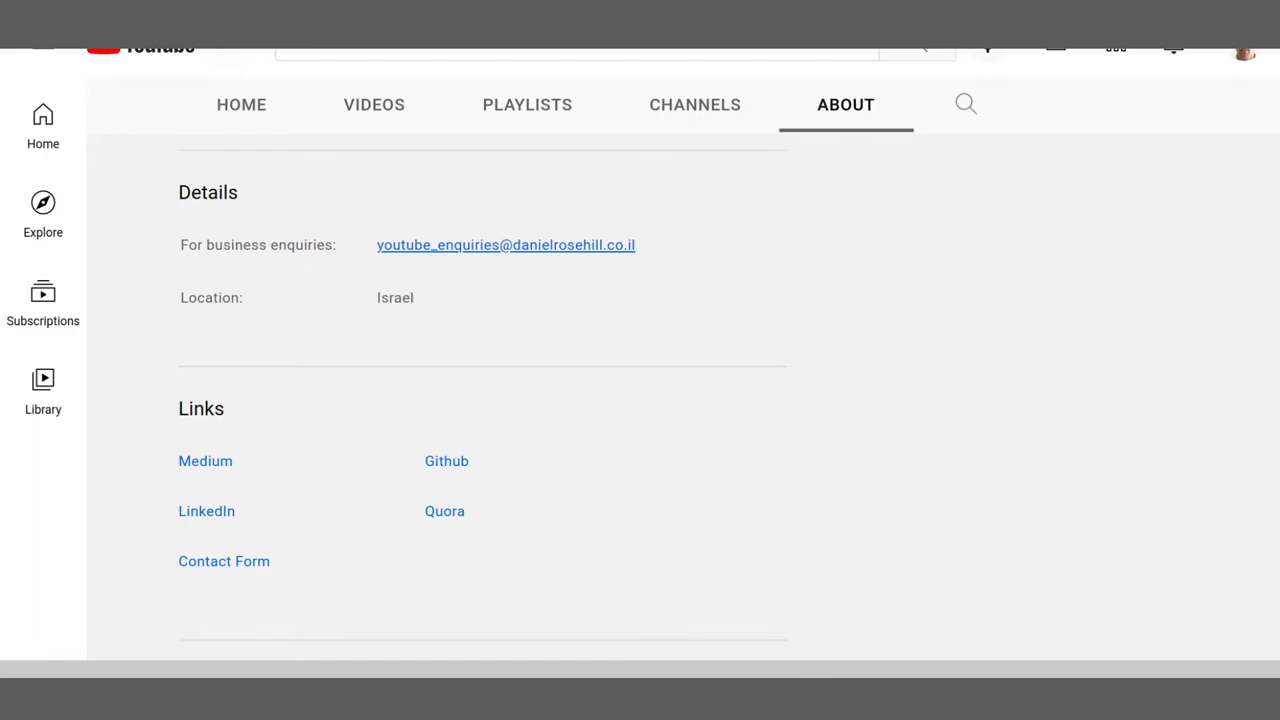 YouTube
HOME VIDEOS PLAYLISTS CHANNELS ABOUT
Home
Explore
Subscriptions
Library
Details
For business enquiries: youtube_enquiries@danielrosehill.co.il
Location: Israel
Links
Medium Github
LinkedIn Quora
Contact Form